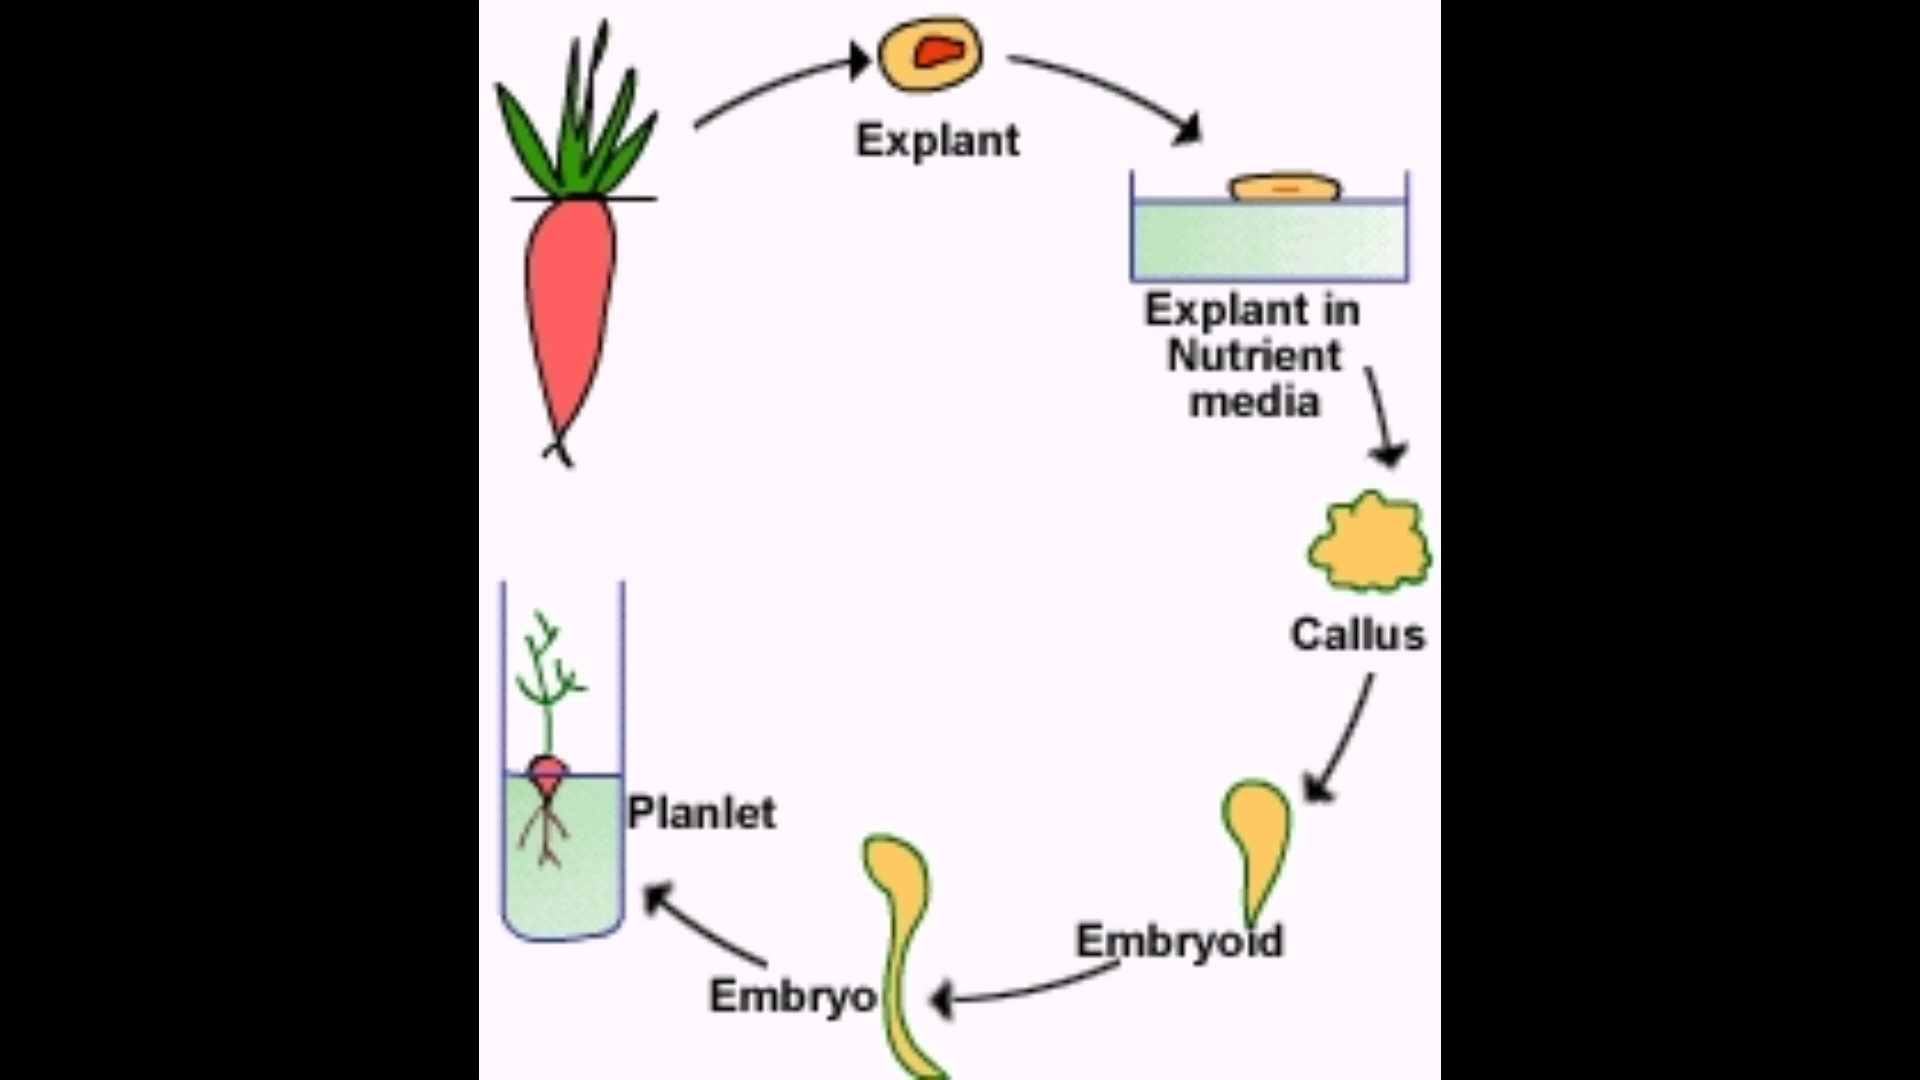 Explant
Explant in
Nutrient
media
Callus
Embryoid
Embryo
Planlet